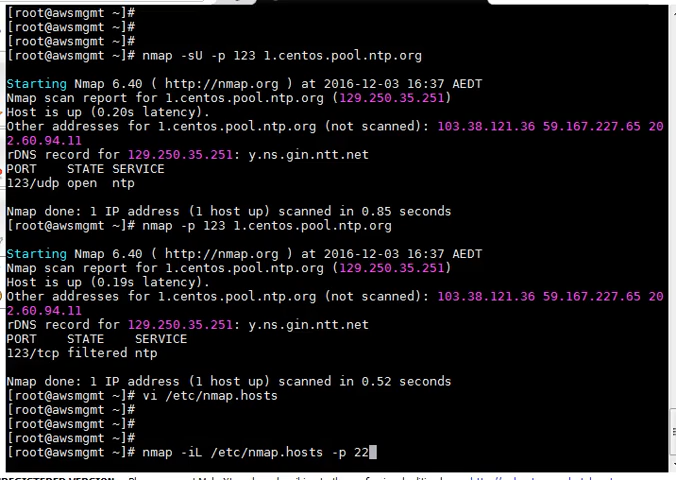 [root@awsmgmt ~]#
[root@awsmgmt ~]#
[root@awsmgmt ~]#
[root@awsmgmt ~]# nmap -sU -p 123 1.centos.pool.ntp.org
Starting Nmap 6.40 ( http://nmap.org ) at 2016-12-03 16:37 AEDT
Nmap scan report for 1.centos.pool.ntp.org (129.250.35.251)
Host is up (0.20s latency).
Other addresses for 1.centos.pool.ntp.org (not scanned): 103.38.121.36 59.167.227.65 20
2.60.94.11
rDNS record for 129.250.35.251: y.ns.gin.ntt.net
PORT    STATE SERVICE
123/udp open  ntp
Nmap done: 1 IP address (1 host up) scanned in 0.85 seconds
[root@awsmgmt ~]# nmap -p 123 1.centos.pool.ntp.org
Starting Nmap 6.40 ( http://nmap.org ) at 2016-12-03 16:37 AEDT
Nmap scan report for 1.centos.pool.ntp.org (129.250.35.251)
Host is up (0.19s latency).
Other addresses for 1.centos.pool.ntp.org (not scanned): 103.38.121.36 59.167.227.65 20
2.60.94.11
rDNS record for 129.250.35.251: y.ns.gin.ntt.net
PORT    STATE    SERVICE
123/tcp filtered ntp
Nmap done: 1 IP address (1 host up) scanned in 0.52 seconds
[root@awsmgmt ~]# vi /etc/nmap.hosts
[root@awsmgmt ~]#
[root@awsmgmt ~]#
[root@awsmgmt ~]#
[root@awsmgmt ~]# nmap -iL /etc/nmap.hosts -p 22